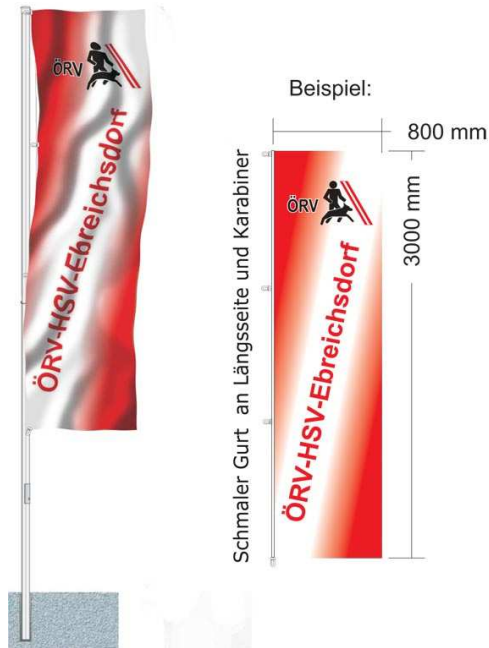 ÖRV
ÖRV-HSV-Ebreichsdorf
Beispiel:
800 mm
3000 mm
Schmaler Gurt an Längsseite und Karabiner
ÖRV
ÖRV-HSV-Ebreichsdorf